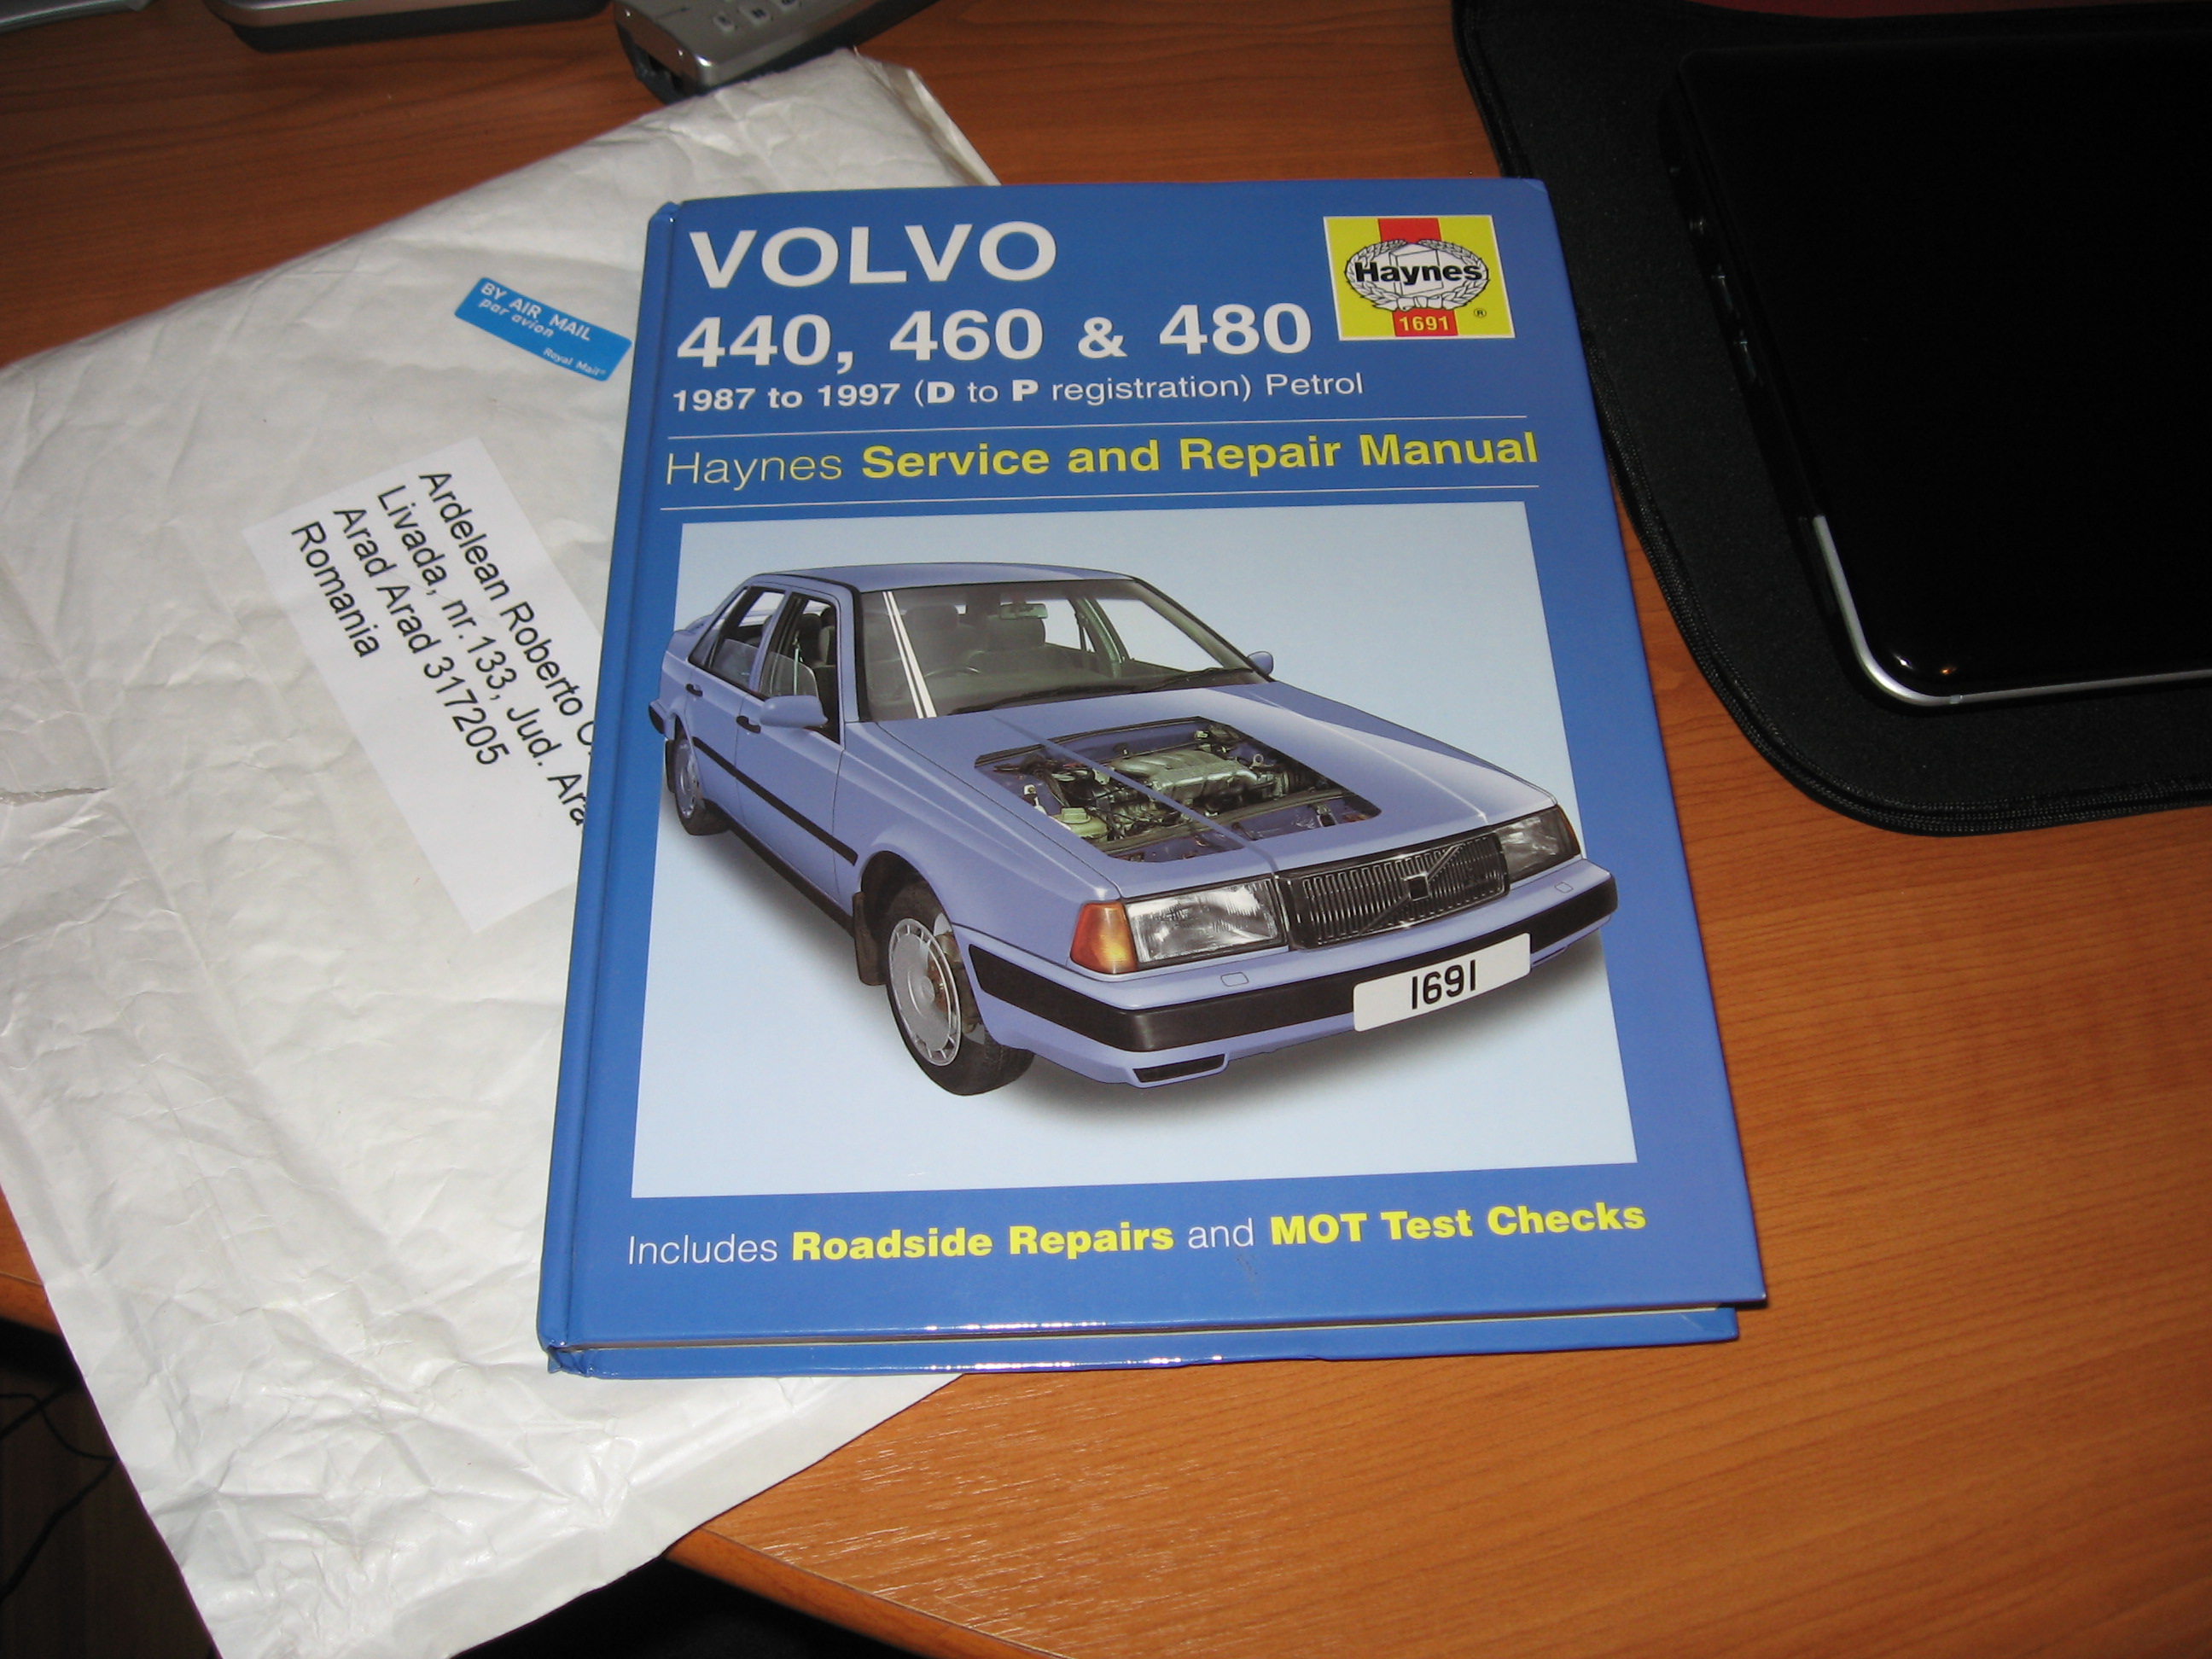 VOLVO
440, 460 & 480
1987 to 1997 (D to P registration) Petrol
Haynes
®
1691
Haynes Service and Repair Manual
1691
Includes Roadside Repairs and MOT Test Checks
BY AIR MAIL
par avion
Royal Mail®
Ardelean Roberto
Livada, nr.133, Jud. Ara
Arad Arad 317205
Romania